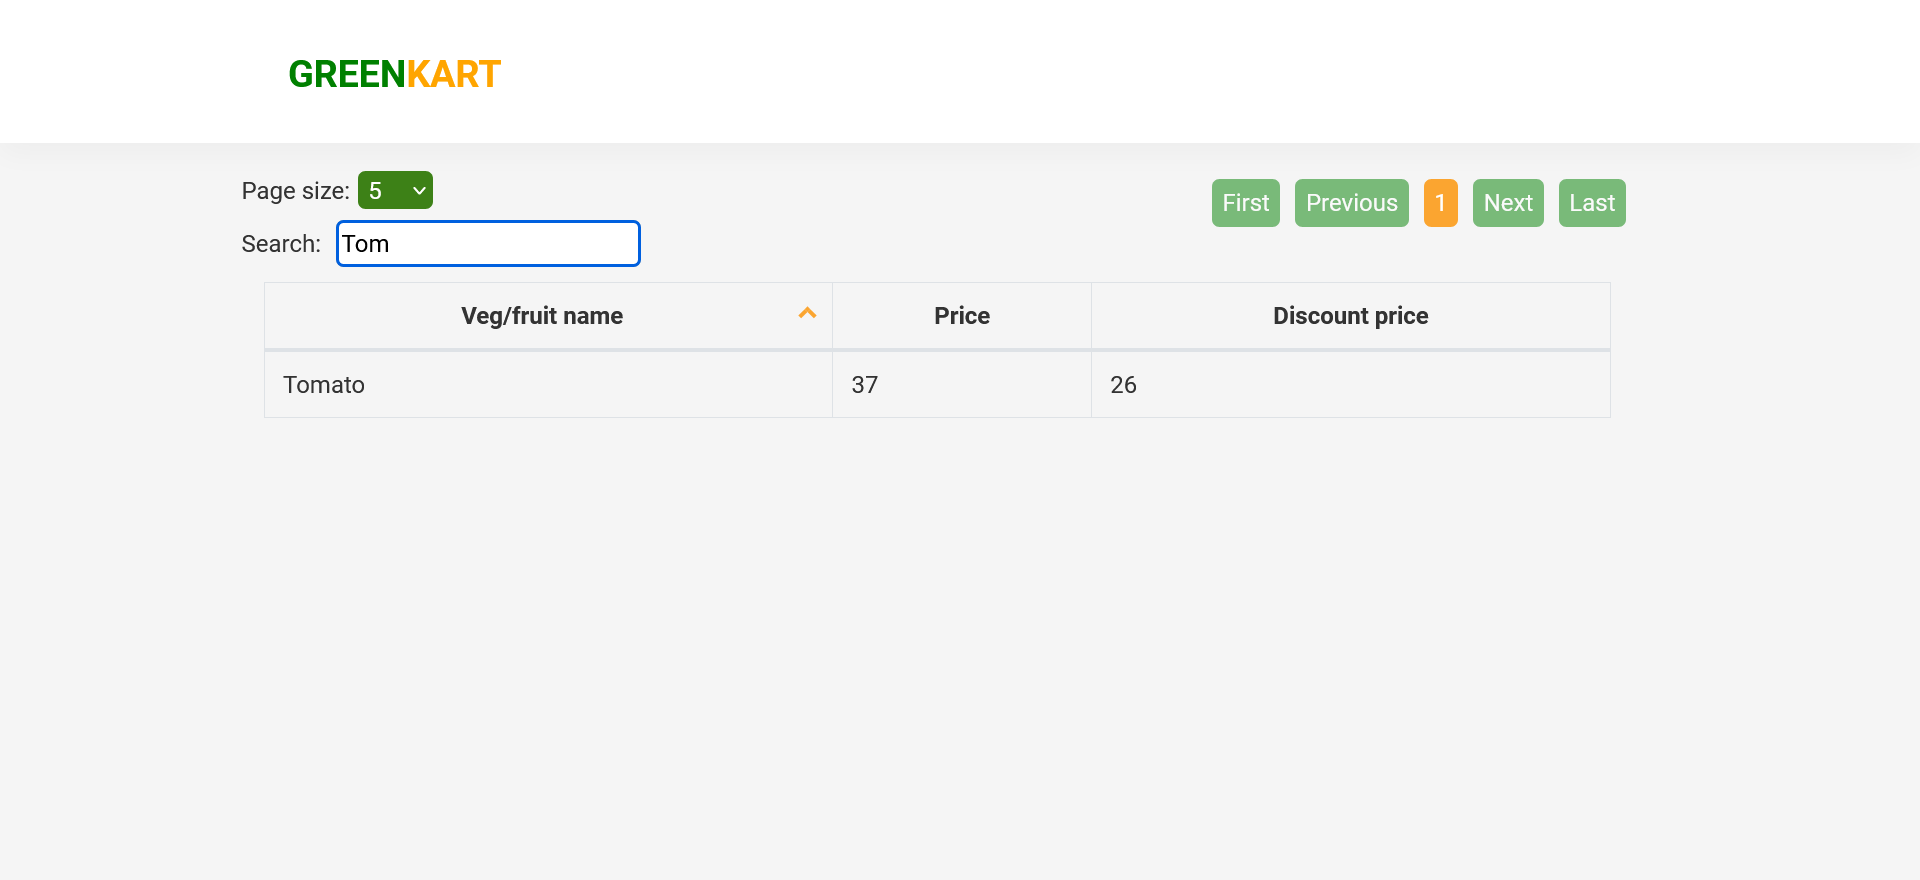 GREENKART
Page size: 5
First Previous 1 Next Last
Search: Tom
Veg/fruit name Price Discount price
Tomato 37 26